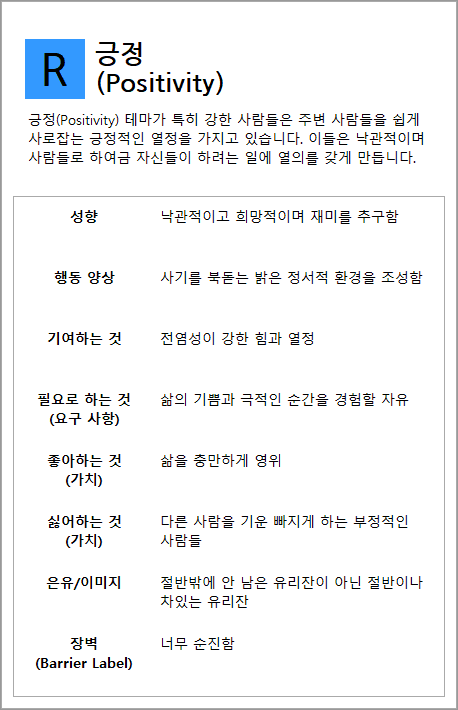 R
긍정
(Positivity)
긍정(Positivity) 테마가 특히 강한 사람들은 주변 사람들을 쉽게
사로잡는 긍정적인 열정을 가지고 있습니다. 이들은 낙관적이며
사람들로 하여금 자신들이 하려는 일에 열의를 갖게 만듭니다.
성향 낙관적이고 희망적이며 재미를 추구함
행동 양상 사기를 북돋는 밝은 정서적 환경을 조성함
기여하는 것 전염성이 강한 힘과 열정
필요로 하는 것 삶의 기쁨과 극적인 순간을 경험할 자유
(요구 사항)
좋아하는 것 삶을 충만하게 영위
(가치)
싫어하는 것 다른 사람을 기운 빠지게 하는 부정적인
(가치) 사람들
은유/이미지 절반밖에 안 남은 유리잔이 아닌 절반이나
차있는 유리잔
장벽 너무 순진함
(Barrier Label)